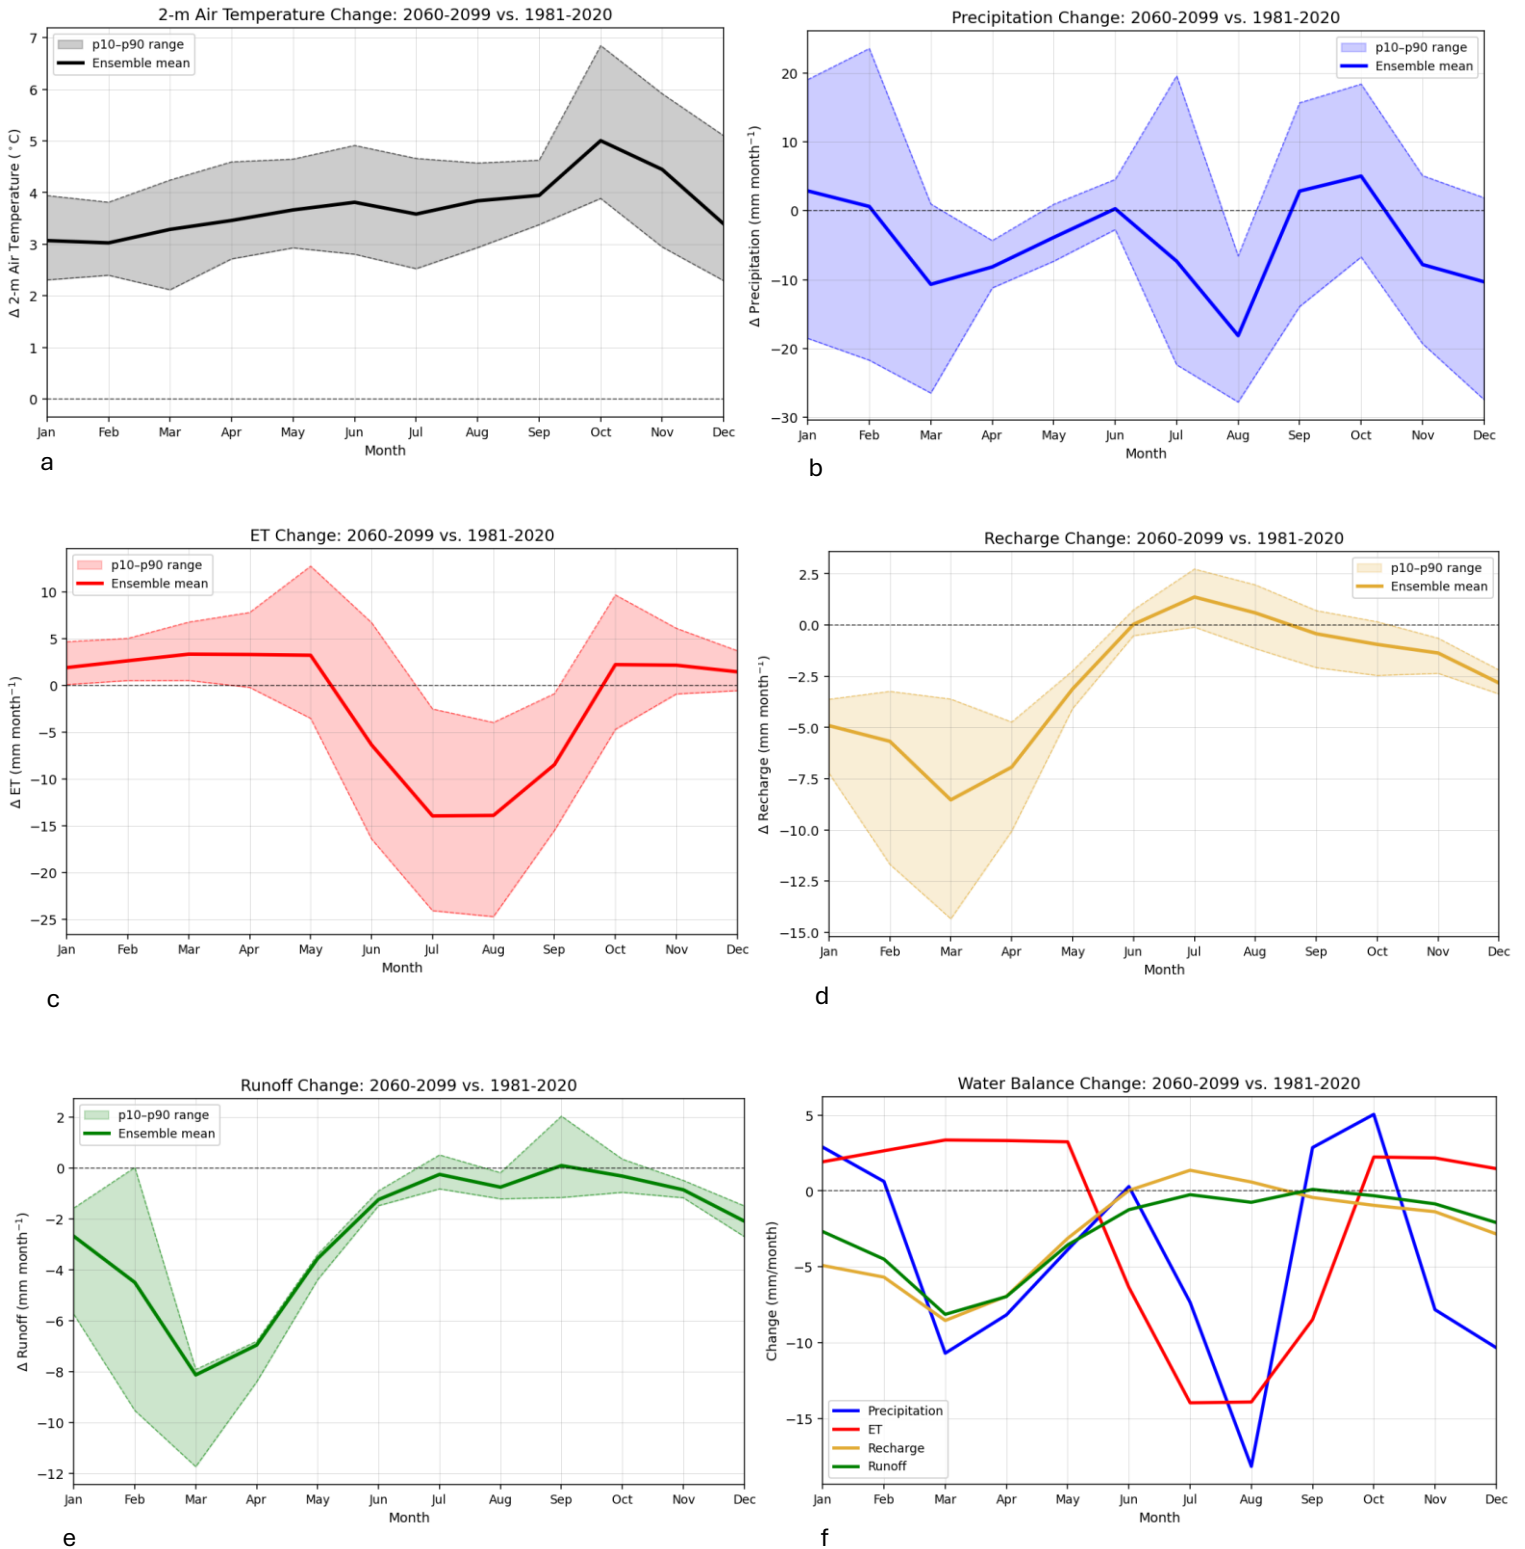 2-m Air Temperature Change: 2060-2099 vs. 1981-2020
p10–p90 range
Ensemble mean
Δ 2-m Air Temperature (°C)
7
6
5
4
3
2
1
0
Jan Feb Mar Apr May Jun Jul Aug Sep Oct Nov Dec
Month
a
Precipitation Change: 2060-2099 vs. 1981-2020
p10–p90 range
Ensemble mean
Δ Precipitation (mm month⁻¹)
20
10
0
−10
−20
−30
Jan Feb Mar Apr May Jun Jul Aug Sep Oct Nov Dec
Month
b
ET Change: 2060-2099 vs. 1981-2020
p10–p90 range
Ensemble mean
Δ ET (mm month⁻¹)
10
5
0
−5
−10
−15
−20
−25
Jan Feb Mar Apr May Jun Jul Aug Sep Oct Nov Dec
Month
c
Recharge Change: 2060-2099 vs. 1981-2020
p10–p90 range
Ensemble mean
Δ Recharge (mm month⁻¹)
2.5
0.0
−2.5
−5.0
−7.5
−10.0
−12.5
−15.0
Jan Feb Mar Apr May Jun Jul Aug Sep Oct Nov Dec
Month
d
Runoff Change: 2060-2099 vs. 1981-2020
p10–p90 range
Ensemble mean
Δ Runoff (mm month⁻¹)
2
0
−2
−4
−6
−8
−10
−12
Jan Feb Mar Apr May Jun Jul Aug Sep Oct Nov Dec
Month
e
Water Balance Change: 2060-2099 vs. 1981-2020
Change (mm/month)
5
0
−5
−10
−15
Precipitation
ET
Recharge
Runoff
Jan Feb Mar Apr May Jun Jul Aug Sep Oct Nov Dec
Month
f